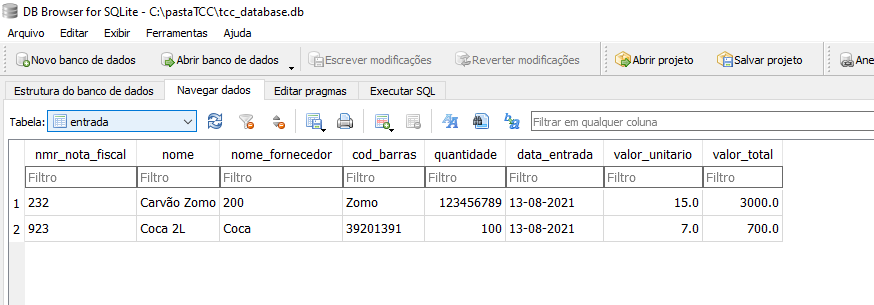 DB Browser for SQLite - C:\pastaTCC\tcc_database.db
Arquivo Editar Exibir Ferramentas Ajuda
Novo banco de dados Abrir banco de dados Escrever modificações Reverter modificações Abrir projeto Salvar projeto Ane
Estrutura do banco de dados Navegar dados Editar pragmas Executar SQL
Tabela: entrada Filtrar em qualquer coluna
nmr_nota_fiscal nome nome_fornecedor cod_barras quantidade data_entrada valor_unitario valor_total
Filtro Filtro Filtro Filtro Filtro Filtro Filtro Filtro
1 232 Carvão Zomo 200 Zomo 123456789 13-08-2021 15.0 3000.0
2 923 Coca 2L Coca 39201391 100 13-08-2021 7.0 700.0